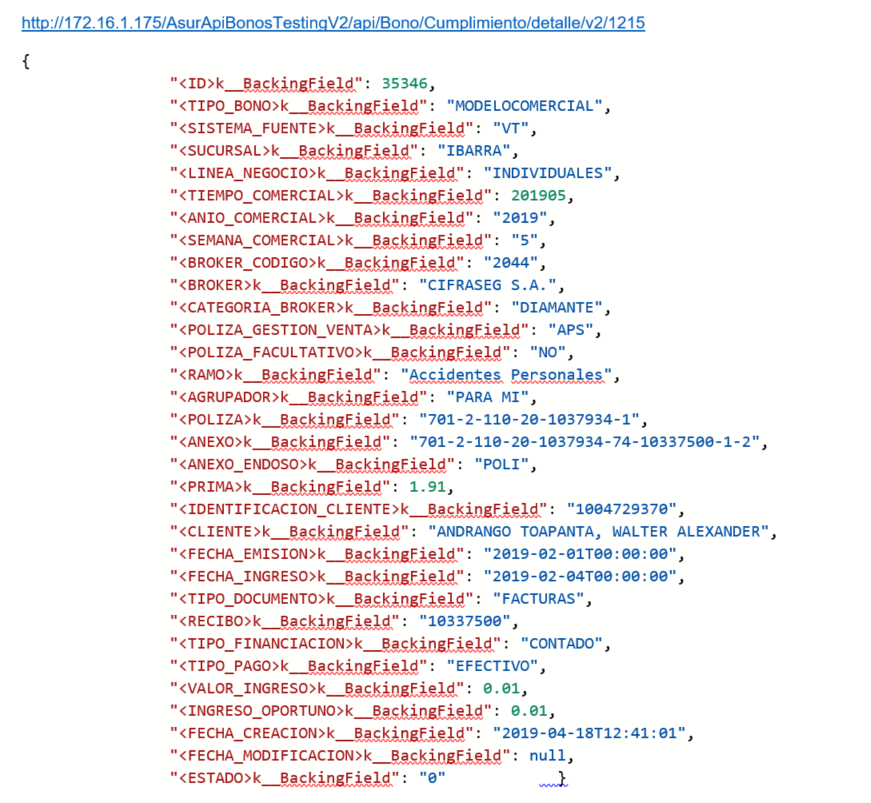 http://172.16.1.175/AsurApiBonosTestingV2/api/Bono/Cumplimiento/detalle/v2/1215
{
"<ID>k__BackingField": 35346,
"<TIPO_BONO>k__BackingField": "MODELOCOMERCIAL",
"<SISTEMA_FUENTE>k__BackingField": "VT",
"<SUCURSAL>k__BackingField": "IBARRA",
"<LINEA_NEGOCIO>k__BackingField": "INDIVIDUALES",
"<TIEMPO_COMERCIAL>k__BackingField": 201905,
"<ANIO_COMERCIAL>k__BackingField": "2019",
"<SEMANA_COMERCIAL>k__BackingField": "5",
"<BROKER_CODIGO>k__BackingField": "2044",
"<BROKER>k__BackingField": "CIFRASEG S.A.",
"<CATEGORIA_BROKER>k__BackingField": "DIAMANTE",
"<POLIZA_GESTION_VENTA>k__BackingField": "APS",
"<POLIZA_FACULTATIVO>k__BackingField": "NO",
"<RAMO>k__BackingField": "Accidentes Personales",
"<AGRUPADOR>k__BackingField": "PARA MI",
"<POLIZA>k__BackingField": "701-2-110-20-1037934-1",
"<ANEXO>k__BackingField": "701-2-110-20-1037934-74-10337500-1-2",
"<ANEXO_ENDOSO>k__BackingField": "POLI",
"<PRIMA>k__BackingField": 1.91,
"<IDENTIFICACION_CLIENTE>k__BackingField": "1004729370",
"<CLIENTE>k__BackingField": "ANDRANGO TOAPANTA, WALTER ALEXANDER",
"<FECHA_EMISION>k__BackingField": "2019-02-01T00:00:00",
"<FECHA_INGRESO>k__BackingField": "2019-02-04T00:00:00",
"<TIPO_DOCUMENTO>k__BackingField": "FACTURAS",
"<RECIBO>k__BackingField": "10337500",
"<TIPO_FINANCIACION>k__BackingField": "CONTADO",
"<TIPO_PAGO>k__BackingField": "EFECTIVO",
"<VALOR_INGRESO>k__BackingField": 0.01,
"<INGRESO_OPORTUNO>k__BackingField": 0.01,
"<FECHA_CREACION>k__BackingField": "2019-04-18T12:41:01",
"<FECHA_MODIFICACION>k__BackingField": null,
"<ESTADO>k__BackingField": "0" }